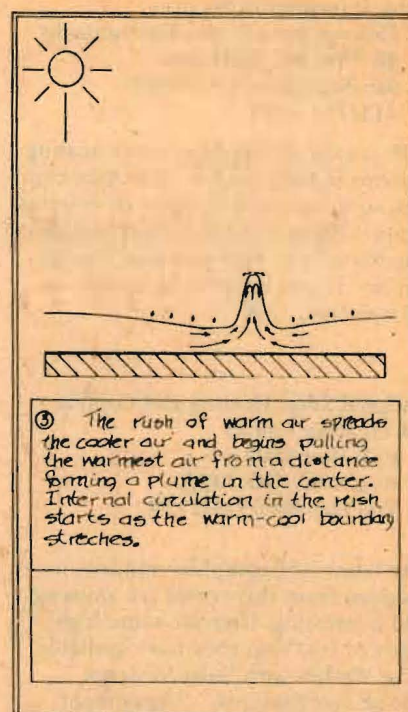 ③ The rush of warm air spreads
the cooler air and begins pulling
the warmest air from a distance
forming a plume in the center.
Internal circulation in the rush
starts as the warm-cool boundary
streches.